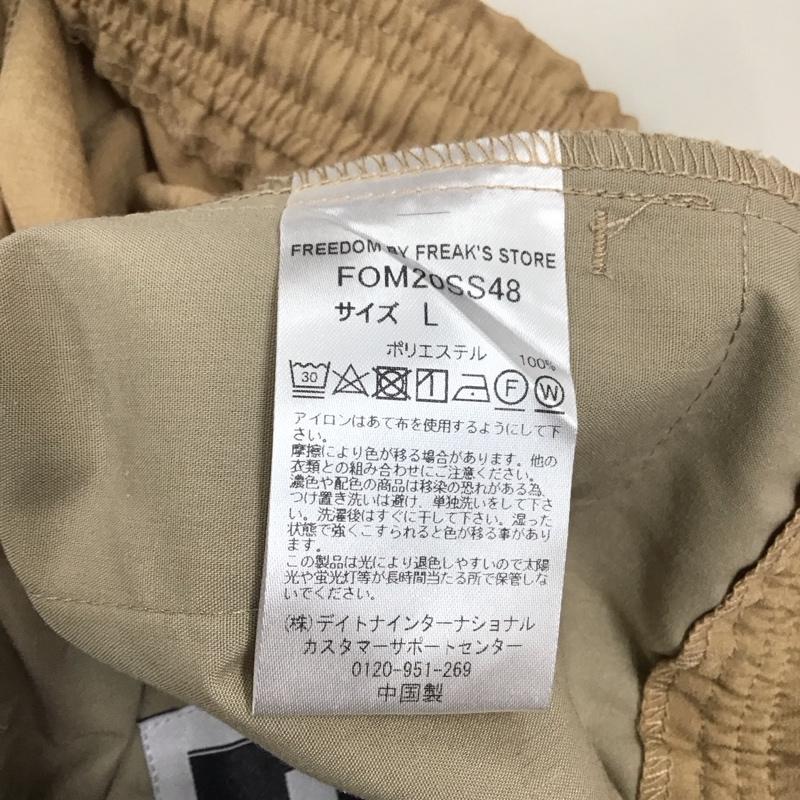 FREEDOM BY FREAK'S STORE
FOM20SS48
サイズ L
ポリエステル 100%
30 F W
アイロンはあて布を使用するようにして下
さい。
摩擦により色が移る場合があります。他の
衣類との組み合わせにご注意ください。
濃色や配色の商品は移染の恐れがある為、
つけ置き洗いは避け、単独洗いをして下さ
い。洗濯後はすぐに干して下さい。湿った
状態で強くこすられると色が移る事があり
ます。
この製品は光により退色しやすいので太陽
光や蛍光灯等が長時間当たる所で保管しな
いでください。
(株)デイトナインターナショナル
カスタマーサポートセンター
0120-951-269
中国製